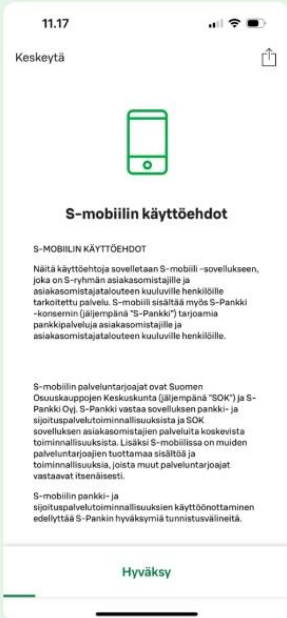 11.17
Keskeytä
S-mobiilin käyttöehdot
S-MOBIILIN KÄYTTÖEHDOT
Näitä käyttöehtoja sovelletaan S-mobiili -sovellukseen,
joka on S-ryhmän asiakasomistajille ja
asiakasomistajatalouteen kuuluville henkilöille
tarkoitettu palvelu. S-mobiili sisältää myös S-Pankki
-konsernin (jäljempänä "S-Pankki") tarjoamia
pankkipalveluja asiakasomistajille ja
asiakasomistajatalouteen kuuluville henkilöille.
S-mobiilin palveluntarjoajat ovat Suomen
Osuuskauppojen Keskuskunta (jäljempänä "SOK") ja S-
Pankki Oyj. S-Pankki vastaa sovelluksen pankki- ja
sijoituspalvelutoiminnallisuuksista ja SOK
sovelluksen asiakasomistajien palveluita koskevista
toiminnallisuuksista. Lisäksi S-mobiilissa on muiden
palveluntarjoajien tuottamaa sisältöä ja
toiminnallisuuksia, joista muut palveluntarjoajat
vastaavat itsenäisesti.
S-mobiilin pankki- ja
sijoituspalvelutoiminnallisuuksien käyttöönottaminen
edellyttää S-Pankin hyväksymiä tunnistusvälineitä.
Hyväksy